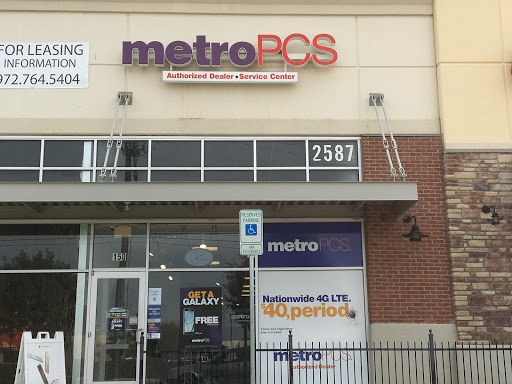 FOR LEASING
INFORMATION
972.764.5404
metroPCS
Authorized Dealer • Service Center
2587
150
RESERVED
PARKING
metroPCS.
GET A
GALAXY
FREE
Nationwide 4G LTE.
$40, period.
metroPCS.
Authorized Dealer